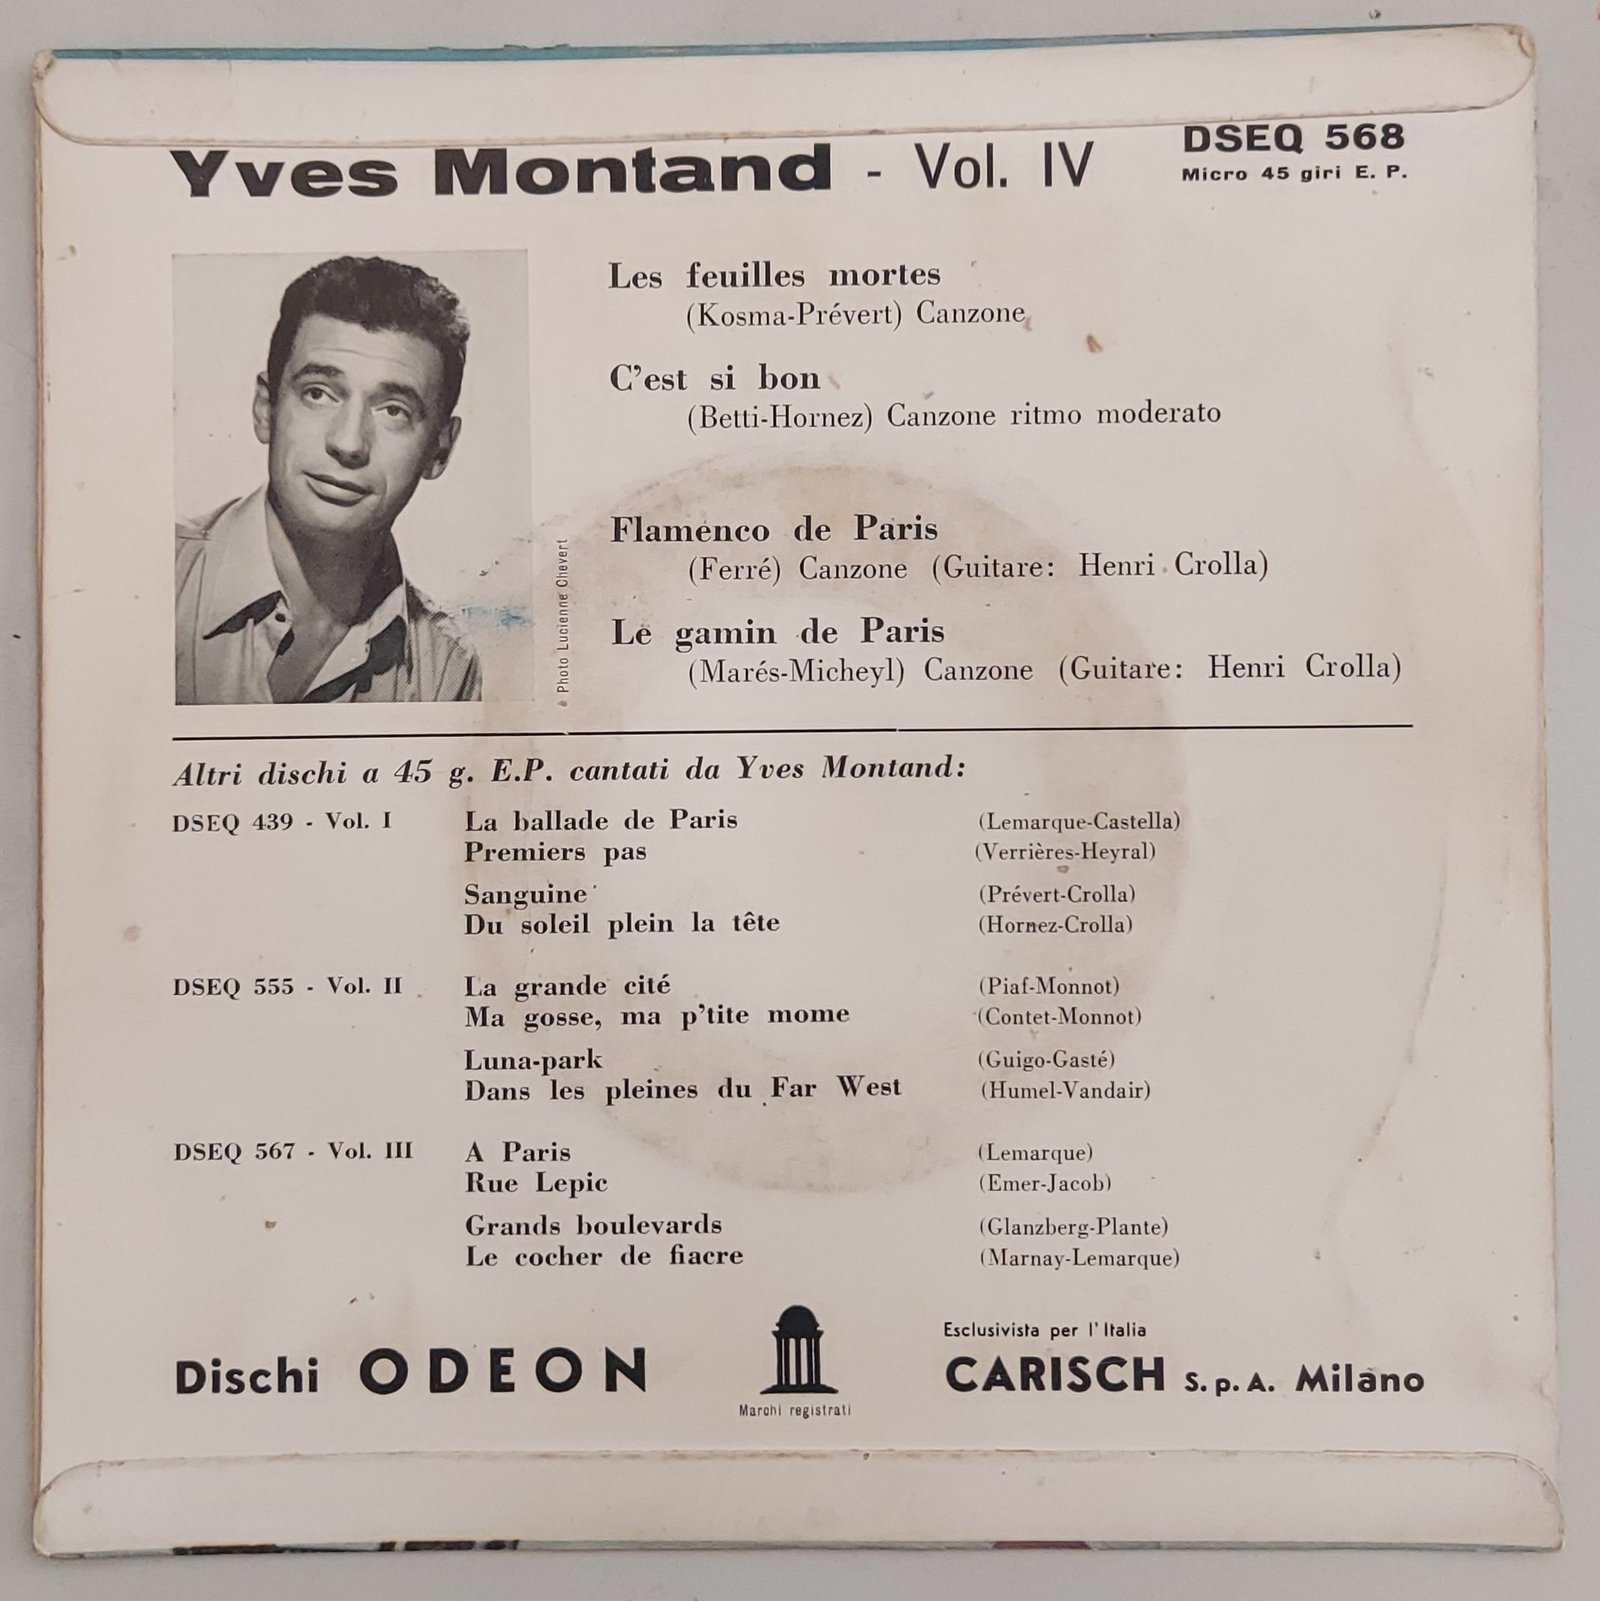 Yves Montand - Vol. IV
DSEQ 568
Micro 45 giri E. P.
Les feuilles mortes
(Kosma-Prévert) Canzone
C'est si bon
(Betti-Hornez) Canzone ritmo moderato
Flamenco de Paris
(Ferré) Canzone (Guitare: Henri Crolla)
Le gamin de Paris
(Marés-Micheyl) Canzone (Guitare: Henri Crolla)
Photo Lucienne Chevert
Altri dischi a 45 g. E.P. cantati da Yves Montand:
DSEQ 439 - Vol. I La ballade de Paris (Lemarque-Castella)
Premiers pas (Verrières-Heyral)
Sanguine (Prévert-Crolla)
Du soleil plein la tête (Hornez-Crolla)
DSEQ 555 - Vol. II La grande cité (Piaf-Monnot)
Ma gosse, ma p'tite mome (Contet-Monnot)
Luna-park (Guigo-Gasté)
Dans les pleines du Far West (Humel-Vandair)
DSEQ 567 - Vol. III A Paris (Lemarque)
Rue Lepic (Emer-Jacob)
Grands boulevards (Glanzberg-Plante)
Le cocher de fiacre (Marnay-Lemarque)
Dischi ODEON
Marchi registrati
Esclusivista per l'Italia
CARISCH S.p.A. Milano